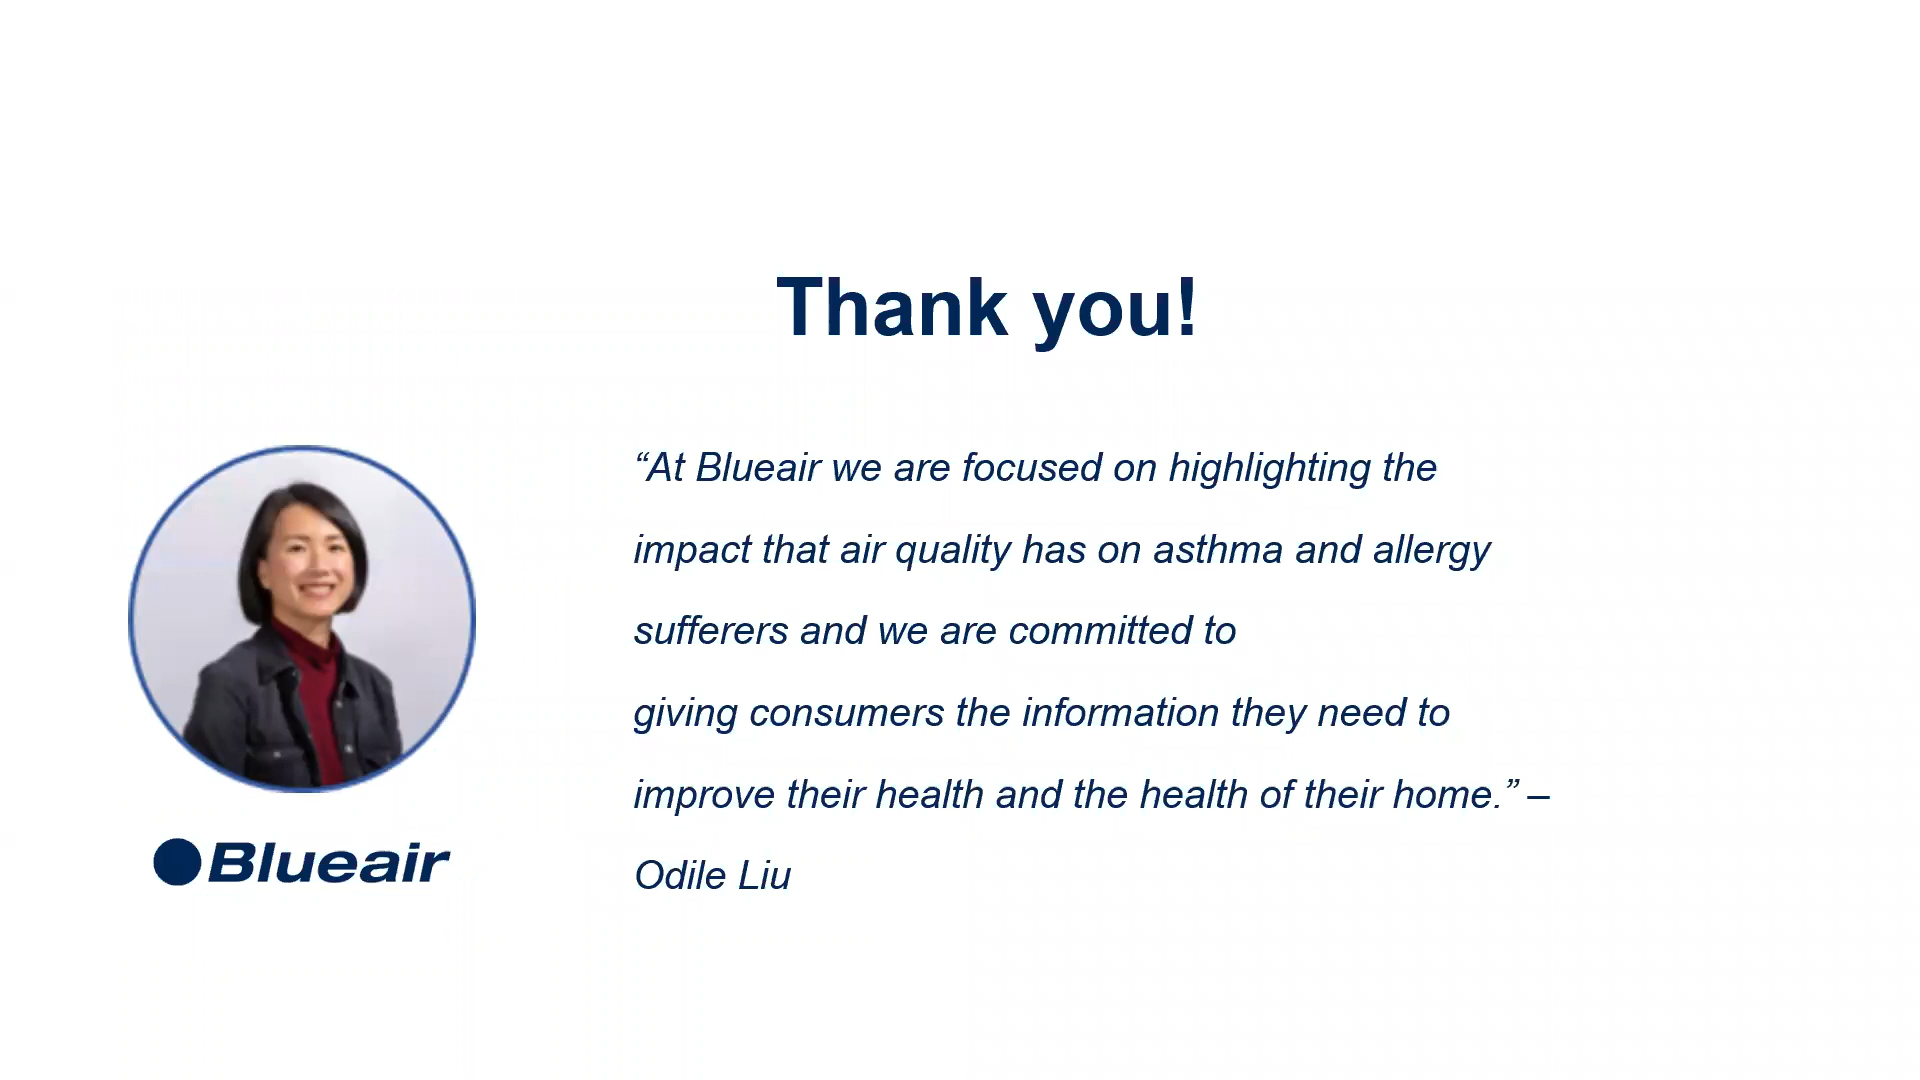 Thank you!
“At Blueair we are focused on highlighting the
impact that air quality has on asthma and allergy
sufferers and we are committed to
giving consumers the information they need to
improve their health and the health of their home.” –
Odile Liu
Blueair